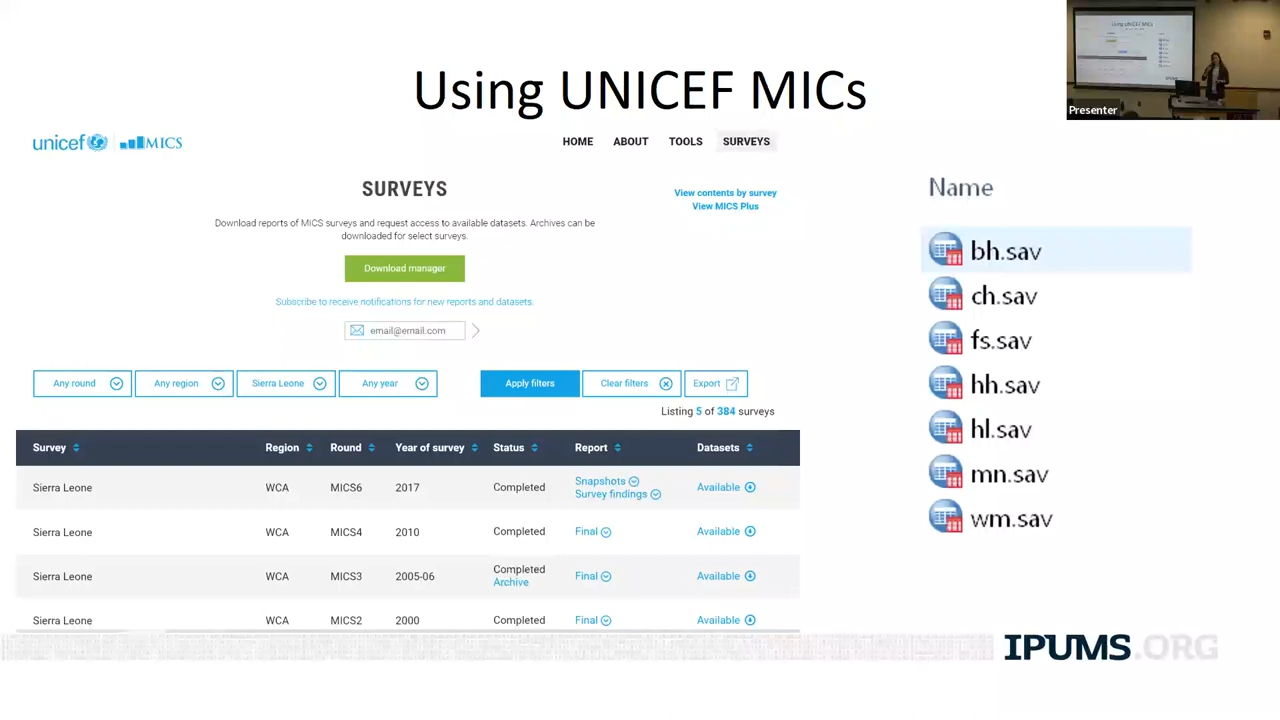 Using UNICEF MICs
Presenter
unicef MICS
HOME ABOUT TOOLS SURVEYS
SURVEYS
View contents by survey
View MICS Plus
Download reports of MICS surveys and request access to available datasets. Archives can be
downloaded for select surveys.
Download manager
Subscribe to receive notifications for new reports and datasets.
email@email.com
Any round Any region Sierra Leone Any year Apply filters Clear filters Export
Listing 5 of 384 surveys
Survey Region Round Year of survey Status Report Datasets
Sierra Leone WCA MICS6 2017 Completed Snapshots Survey findings Available
Sierra Leone WCA MICS4 2010 Completed Final Available
Sierra Leone WCA MICS3 2005-06 Completed Archive Final Available
Sierra Leone WCA MICS2 2000 Completed Final Available
Name
bh.sav
ch.sav
fs.sav
hh.sav
hl.sav
mn.sav
wm.sav
IPUMS.ORG